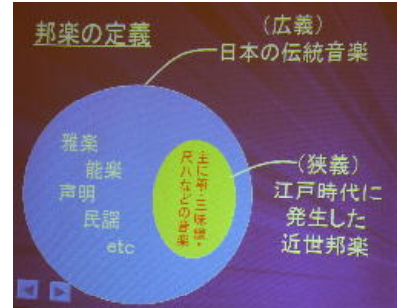 邦楽の定義
(広義)
日本の伝統音楽
雅楽
能楽
声明
民謡
etc
主に箏・三味線・
尺八などの音楽
(狭義)
江戸時代に
発生した
近世邦楽